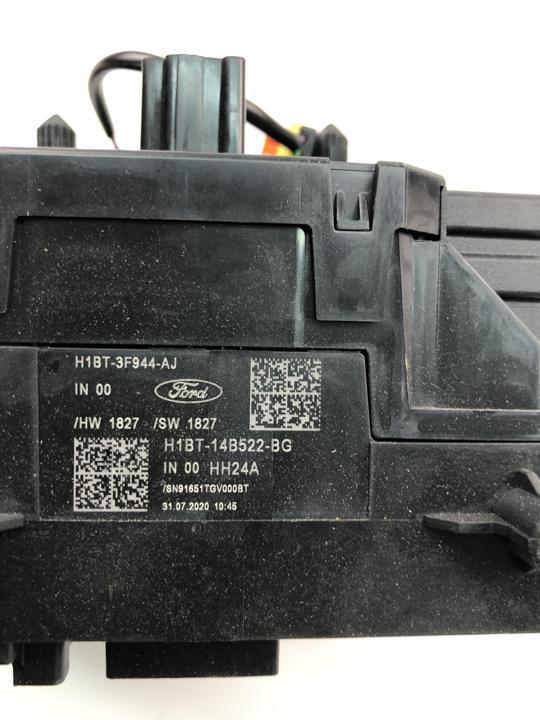 H1BT-3F944-AJ
IN 00 Ford
/HW 1827 /SW 1827
H1BT-14B522-BG
IN 00 HH24A
/SN91651TGV000BT
31.07.2020 10:45